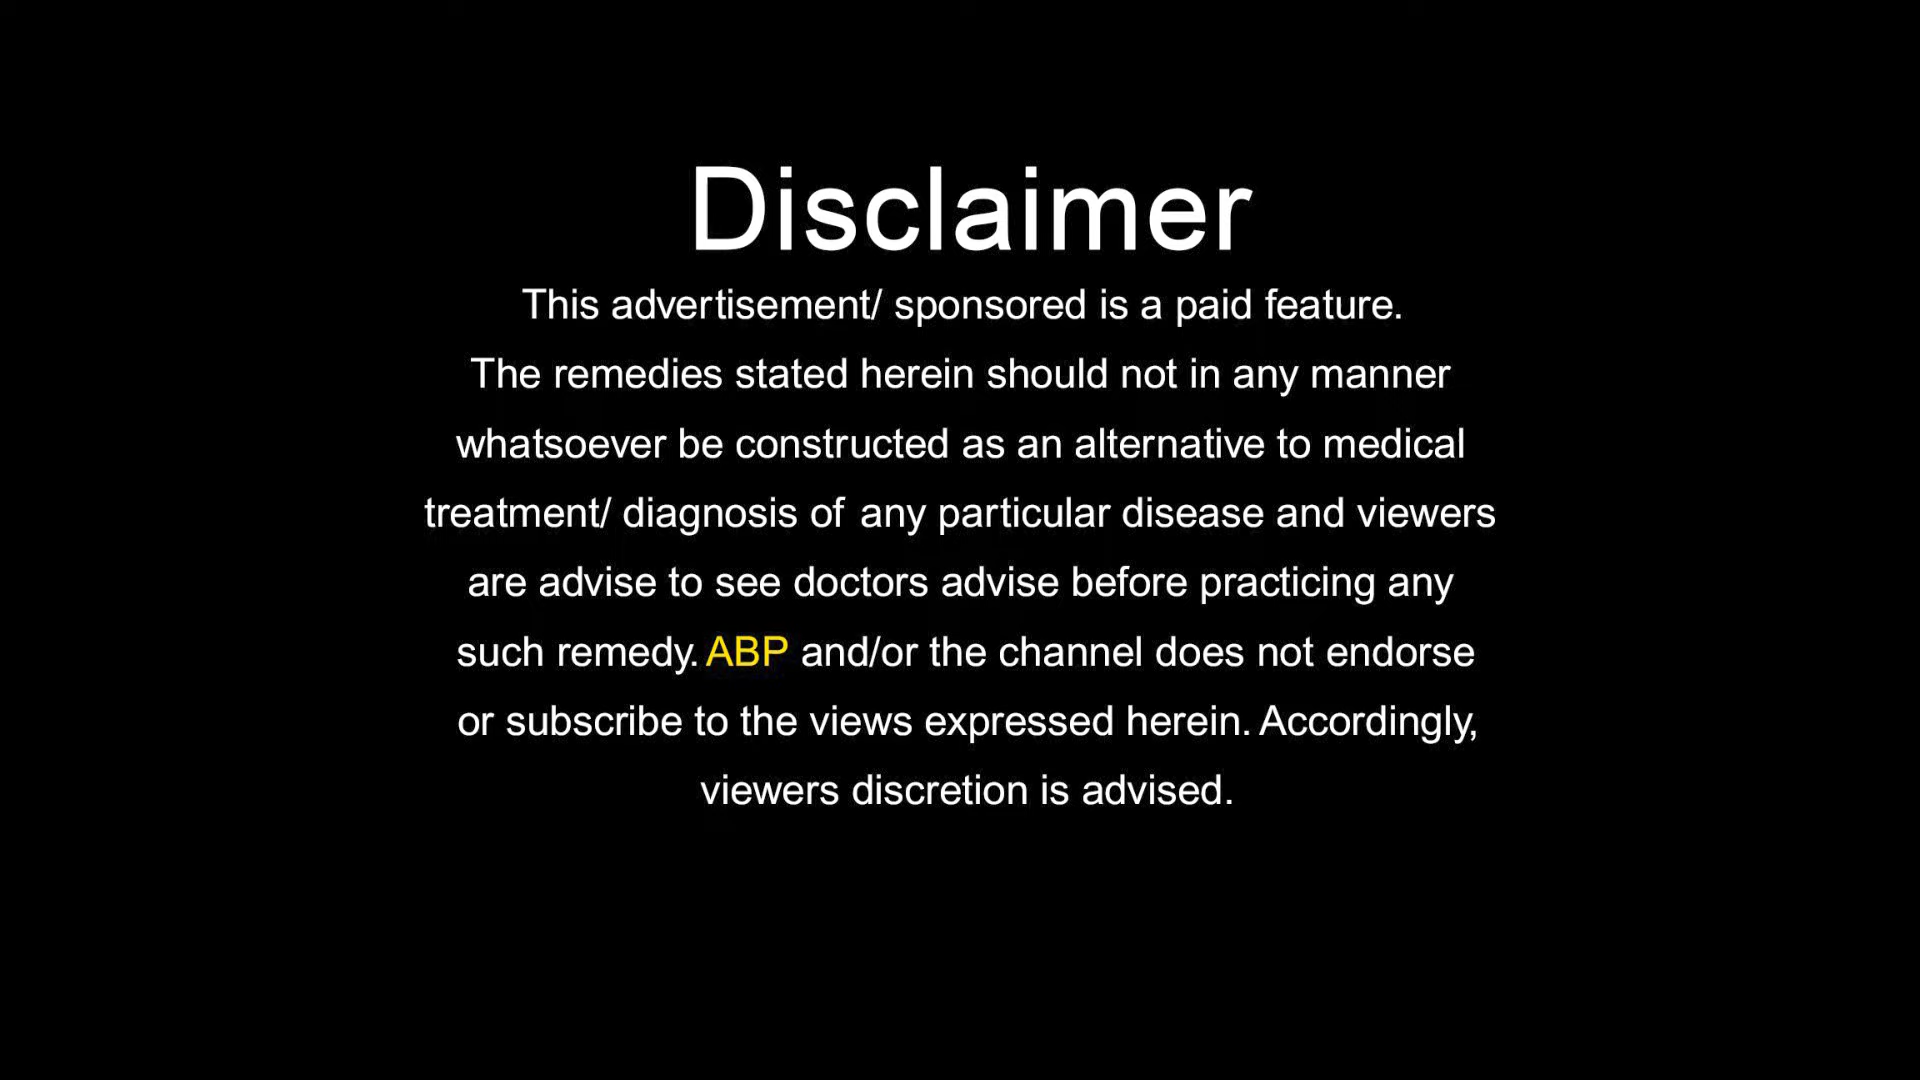 Disclaimer
This advertisement/ sponsored is a paid feature.
The remedies stated herein should not in any manner
whatsoever be constructed as an alternative to medical
treatment/ diagnosis of any particular disease and viewers
are advise to see doctors advise before practicing any
such remedy. ABP and/or the channel does not endorse
or subscribe to the views expressed herein. Accordingly,
viewers discretion is advised.